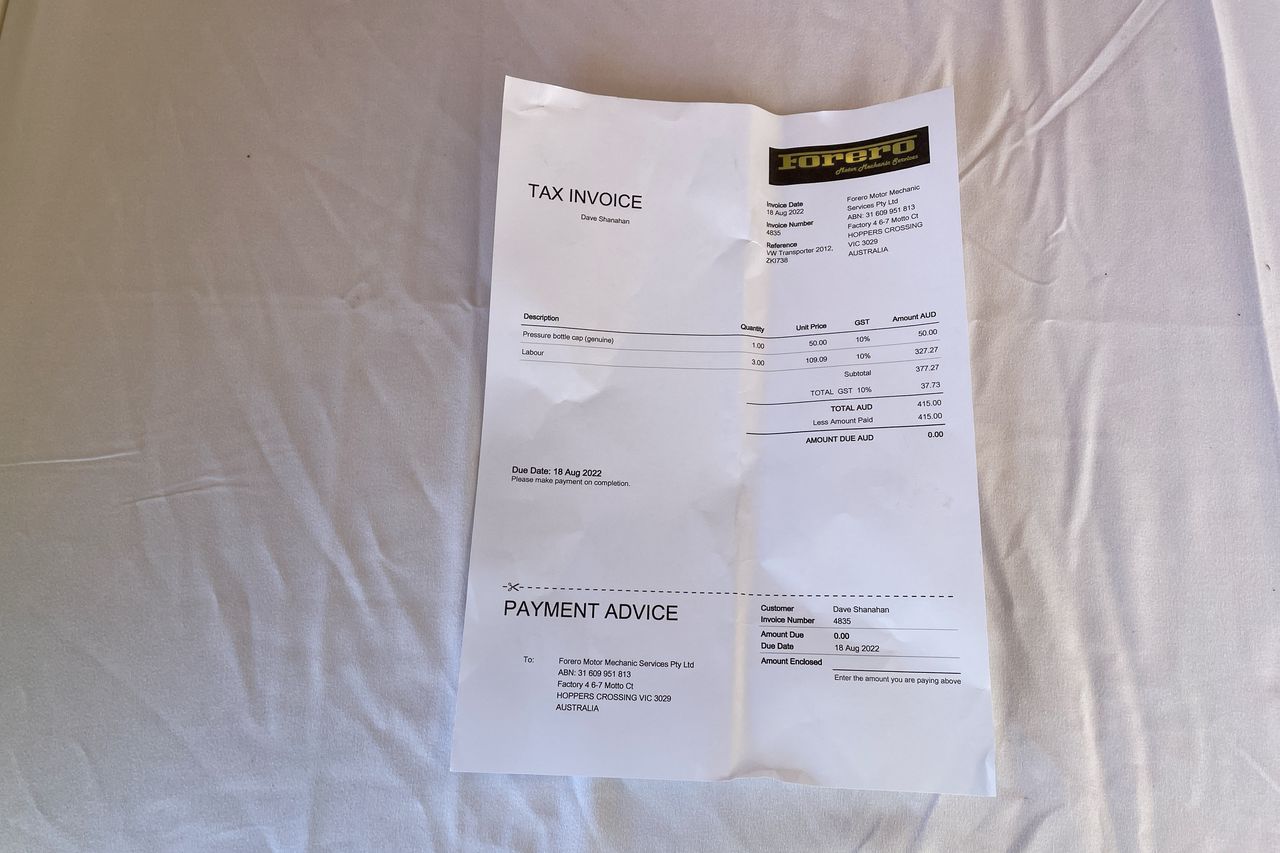 Forero
Motor Mechanic Services
TAX INVOICE
Dave Shanahan
Invoice Date
18 Aug 2022
Invoice Number
4835
Reference
VW Transporter 2012,
ZKI738
Forero Motor Mechanic
Services Pty Ltd
ABN: 31 609 951 813
Factory 4 6-7 Motto Ct
HOPPERS CROSSING
VIC 3029
AUSTRALIA
Description Quantity Unit Price GST Amount AUD
Pressure bottle cap (genuine) 1.00 50.00 10% 50.00
Labour 3.00 109.09 10% 327.27
Subtotal 377.27
TOTAL GST 10% 37.73
TOTAL AUD 415.00
Less Amount Paid 415.00
AMOUNT DUE AUD 0.00
Due Date: 18 Aug 2022
Please make payment on completion.
PAYMENT ADVICE
To: Forero Motor Mechanic Services Pty Ltd
ABN: 31 609 951 813
Factory 4 6-7 Motto Ct
HOPPERS CROSSING VIC 3029
AUSTRALIA
Customer Dave Shanahan
Invoice Number 4835
Amount Due 0.00
Due Date 18 Aug 2022
Amount Enclosed
Enter the amount you are paying above